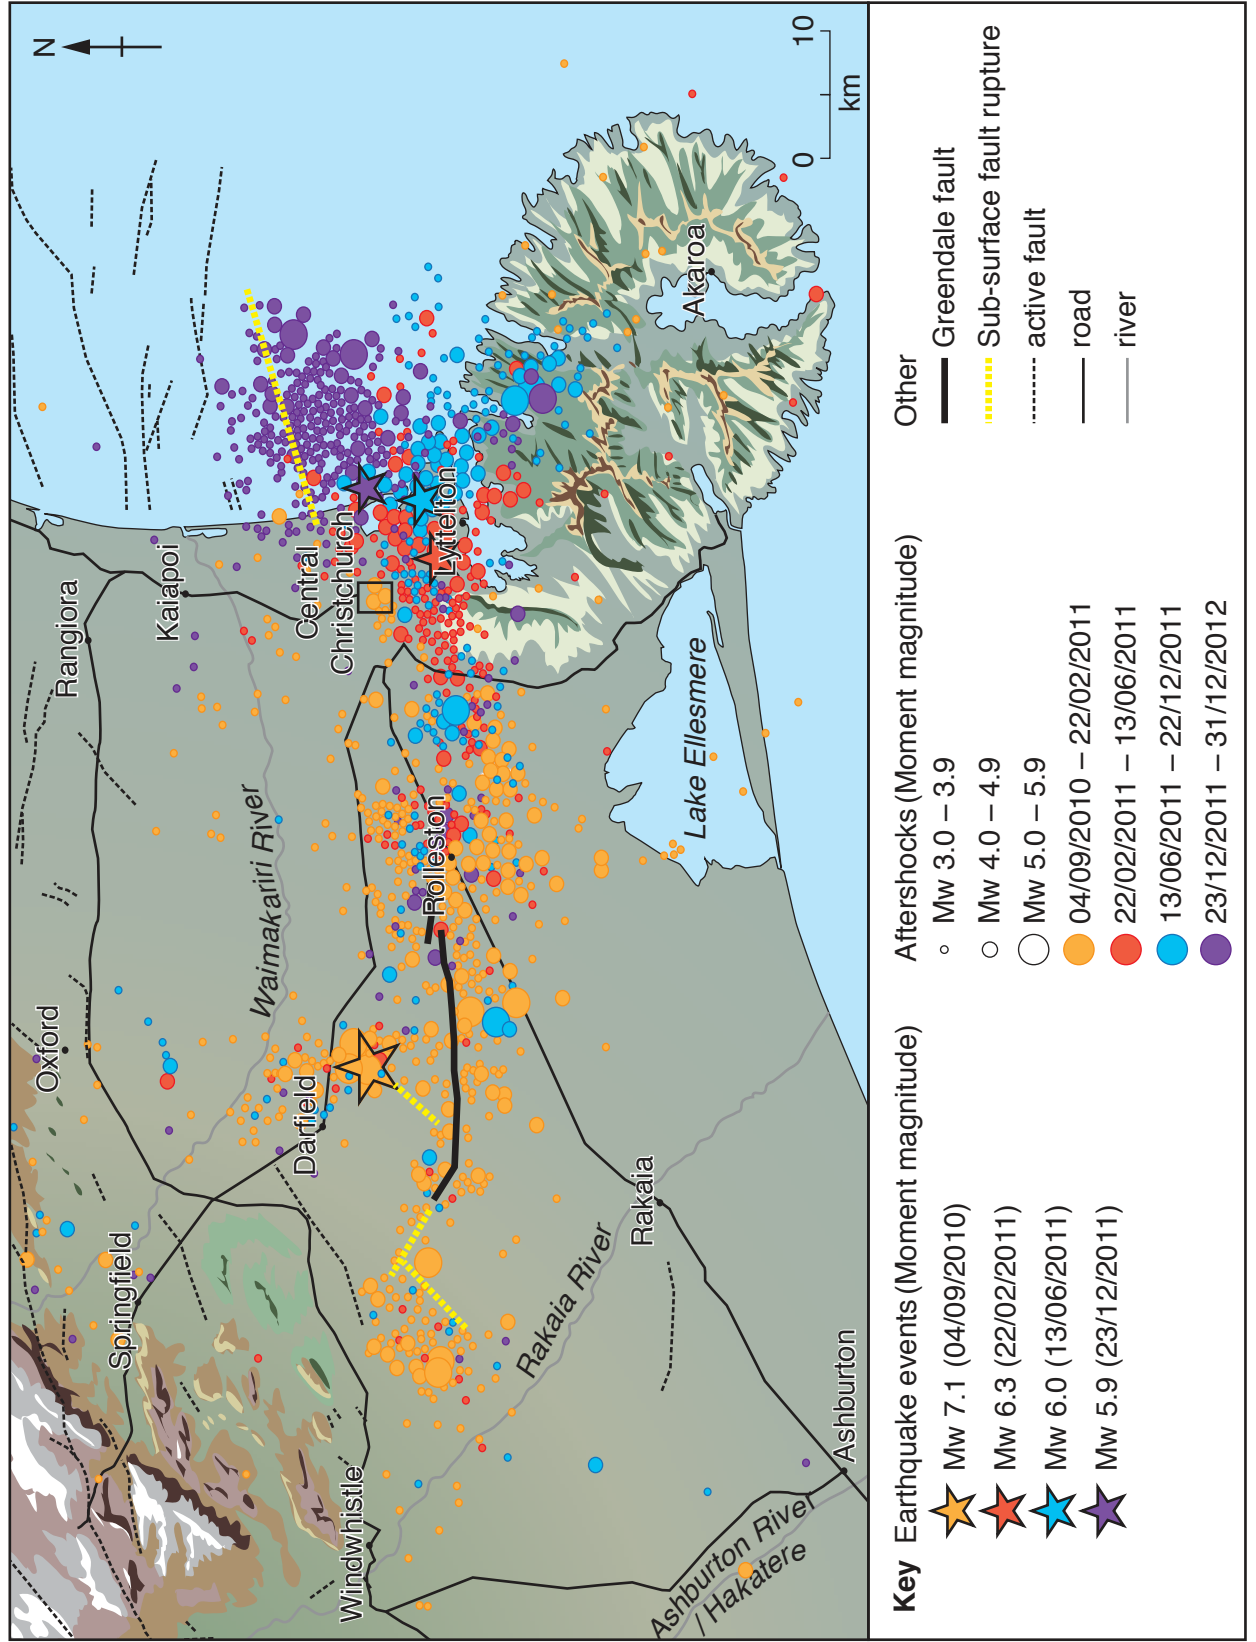 N
Rangiora
Oxford
Kaiapoi
Springfield
Waimakariri River
Central
Christchurch
Darfield
Lyttelton
Rolleston
Windwhistle
Akaroa
Lake Ellesmere
Rakaia River
Rakaia
Ashburton River
/ Hakatere
Ashburton
0 10
km
Key
Earthquake events (Moment magnitude)
Mw 7.1 (04/09/2010)
Mw 6.3 (22/02/2011)
Mw 6.0 (13/06/2011)
Mw 5.9 (23/12/2011)
Aftershocks (Moment magnitude)
Mw 3.0 – 3.9
Mw 4.0 – 4.9
Mw 5.0 – 5.9
04/09/2010 – 22/02/2011
22/02/2011 – 13/06/2011
13/06/2011 – 22/12/2011
23/12/2011 – 31/12/2012
Other
Greendale fault
Sub-surface fault rupture
active fault
road
river